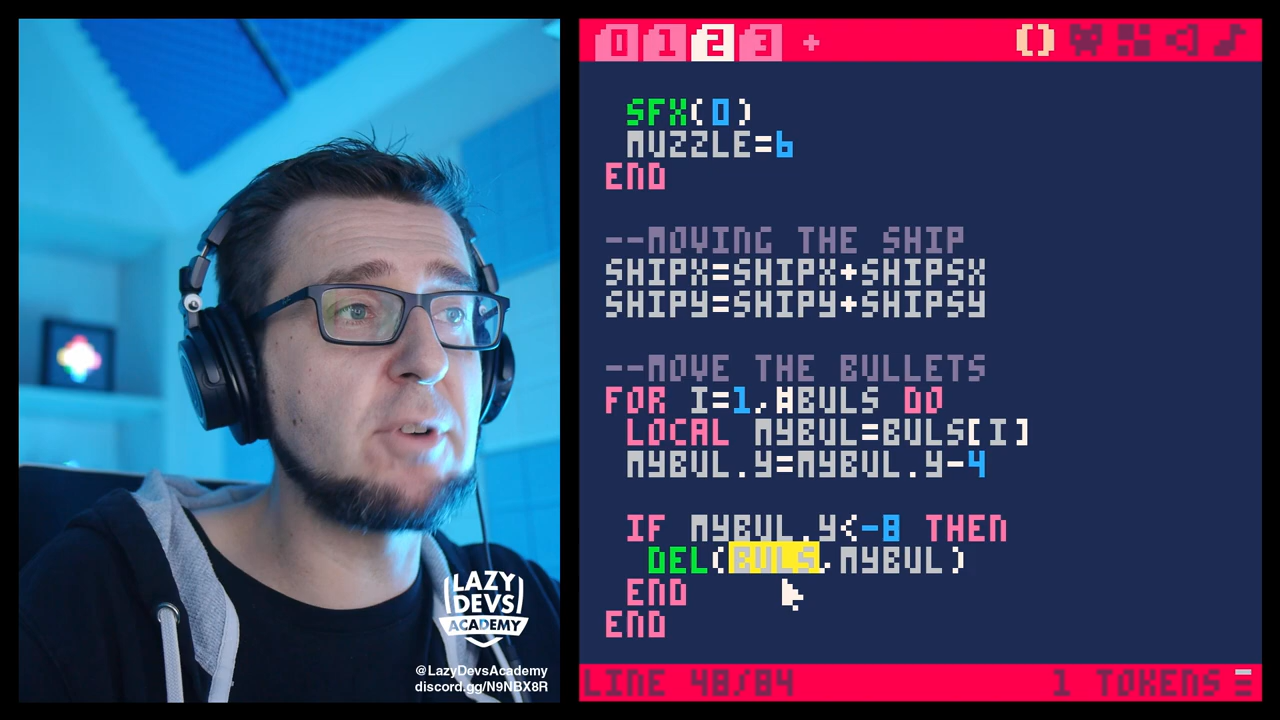 0 1 2 3 +
SFX(0)
MUZZLE=6
END
--MOVING THE SHIP
SHIPX=SHIPX+SHIPSX
SHIPY=SHIPY+SHIPSY
--MOVE THE BULLETS
FOR I=1,#BULS DO
LOCAL MYBUL=BULS[I]
MYBUL.Y=MYBUL.Y-4
IF MYBUL.Y<-8 THEN
DEL(BULS,MYBUL)
END
END
LINE 48/84 1 TOKENS
LAZY
DEVS
ACADEMY
@LazyDevsAcademy
discord.gg/N9NBX8R